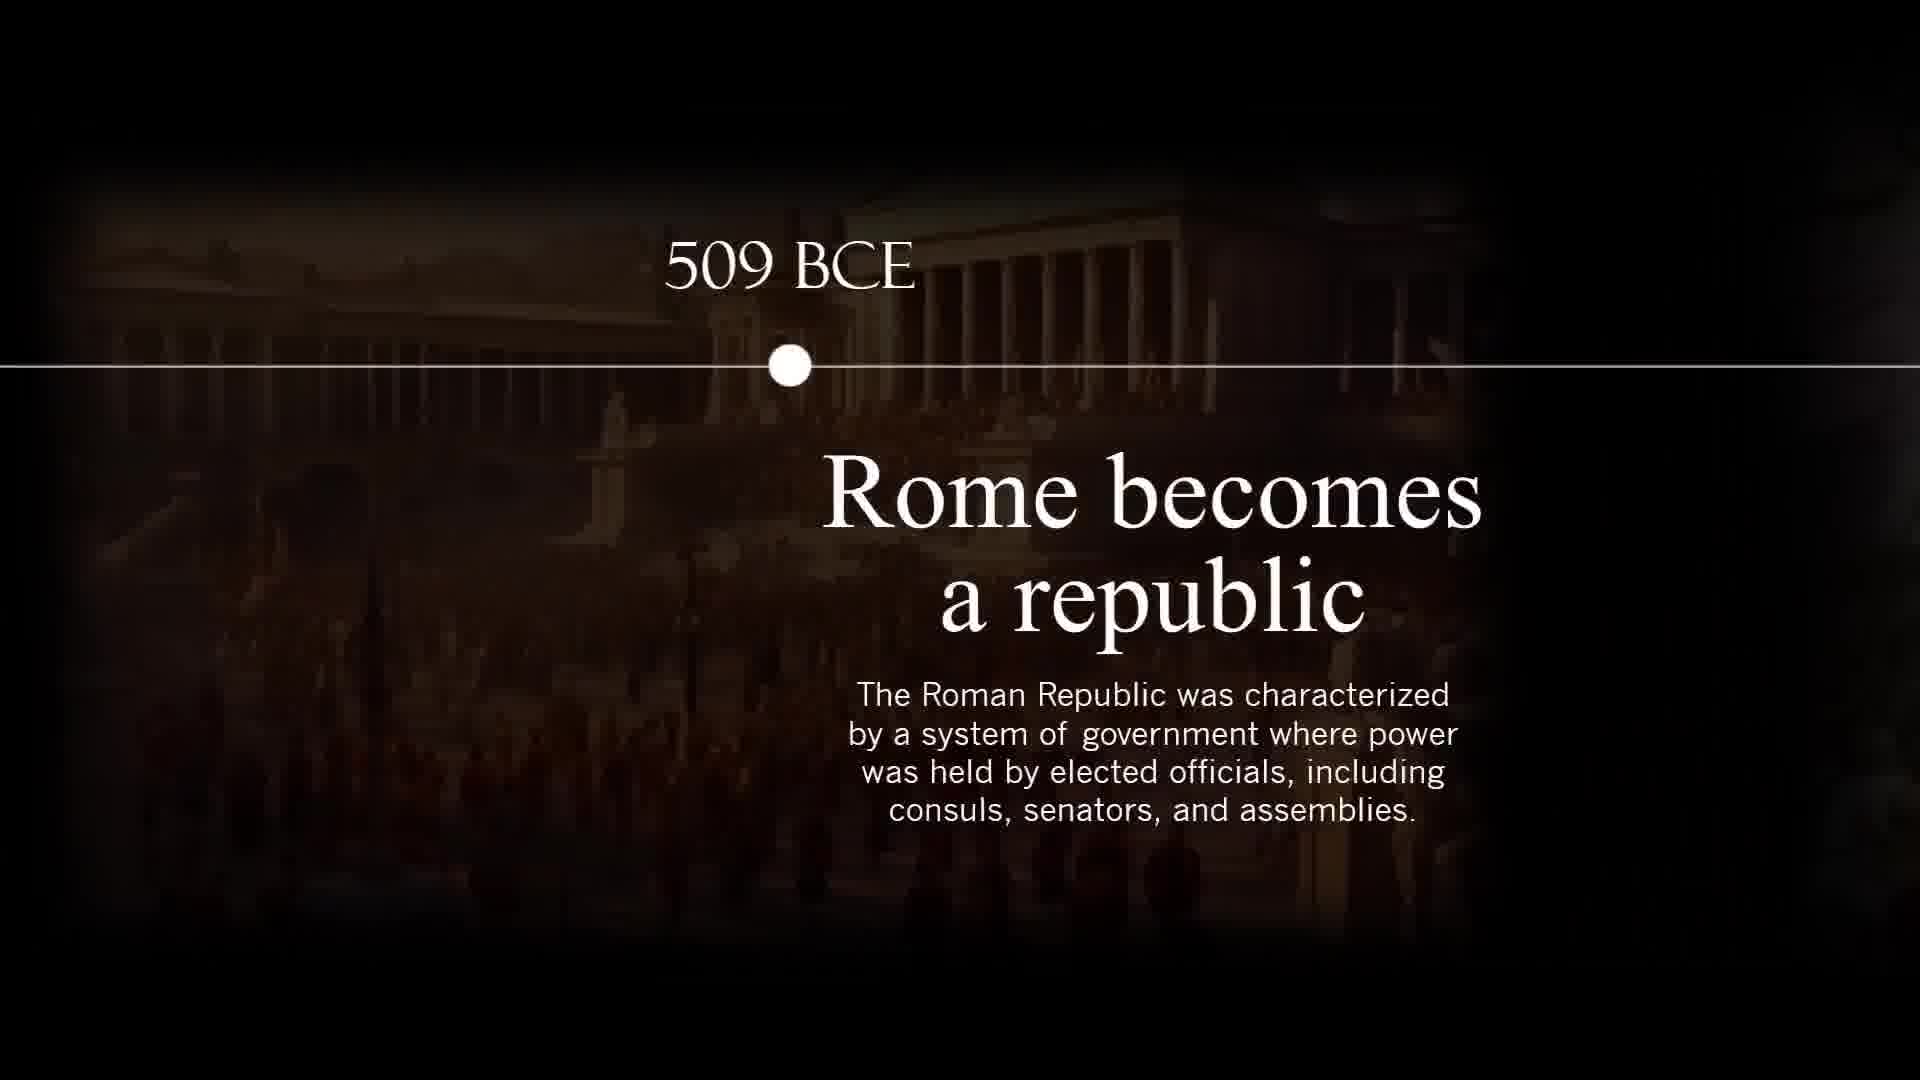 509 BCE
Rome becomes
a republic
The Roman Republic was characterized
by a system of government where power
was held by elected officials, including
consuls, senators, and assemblies.